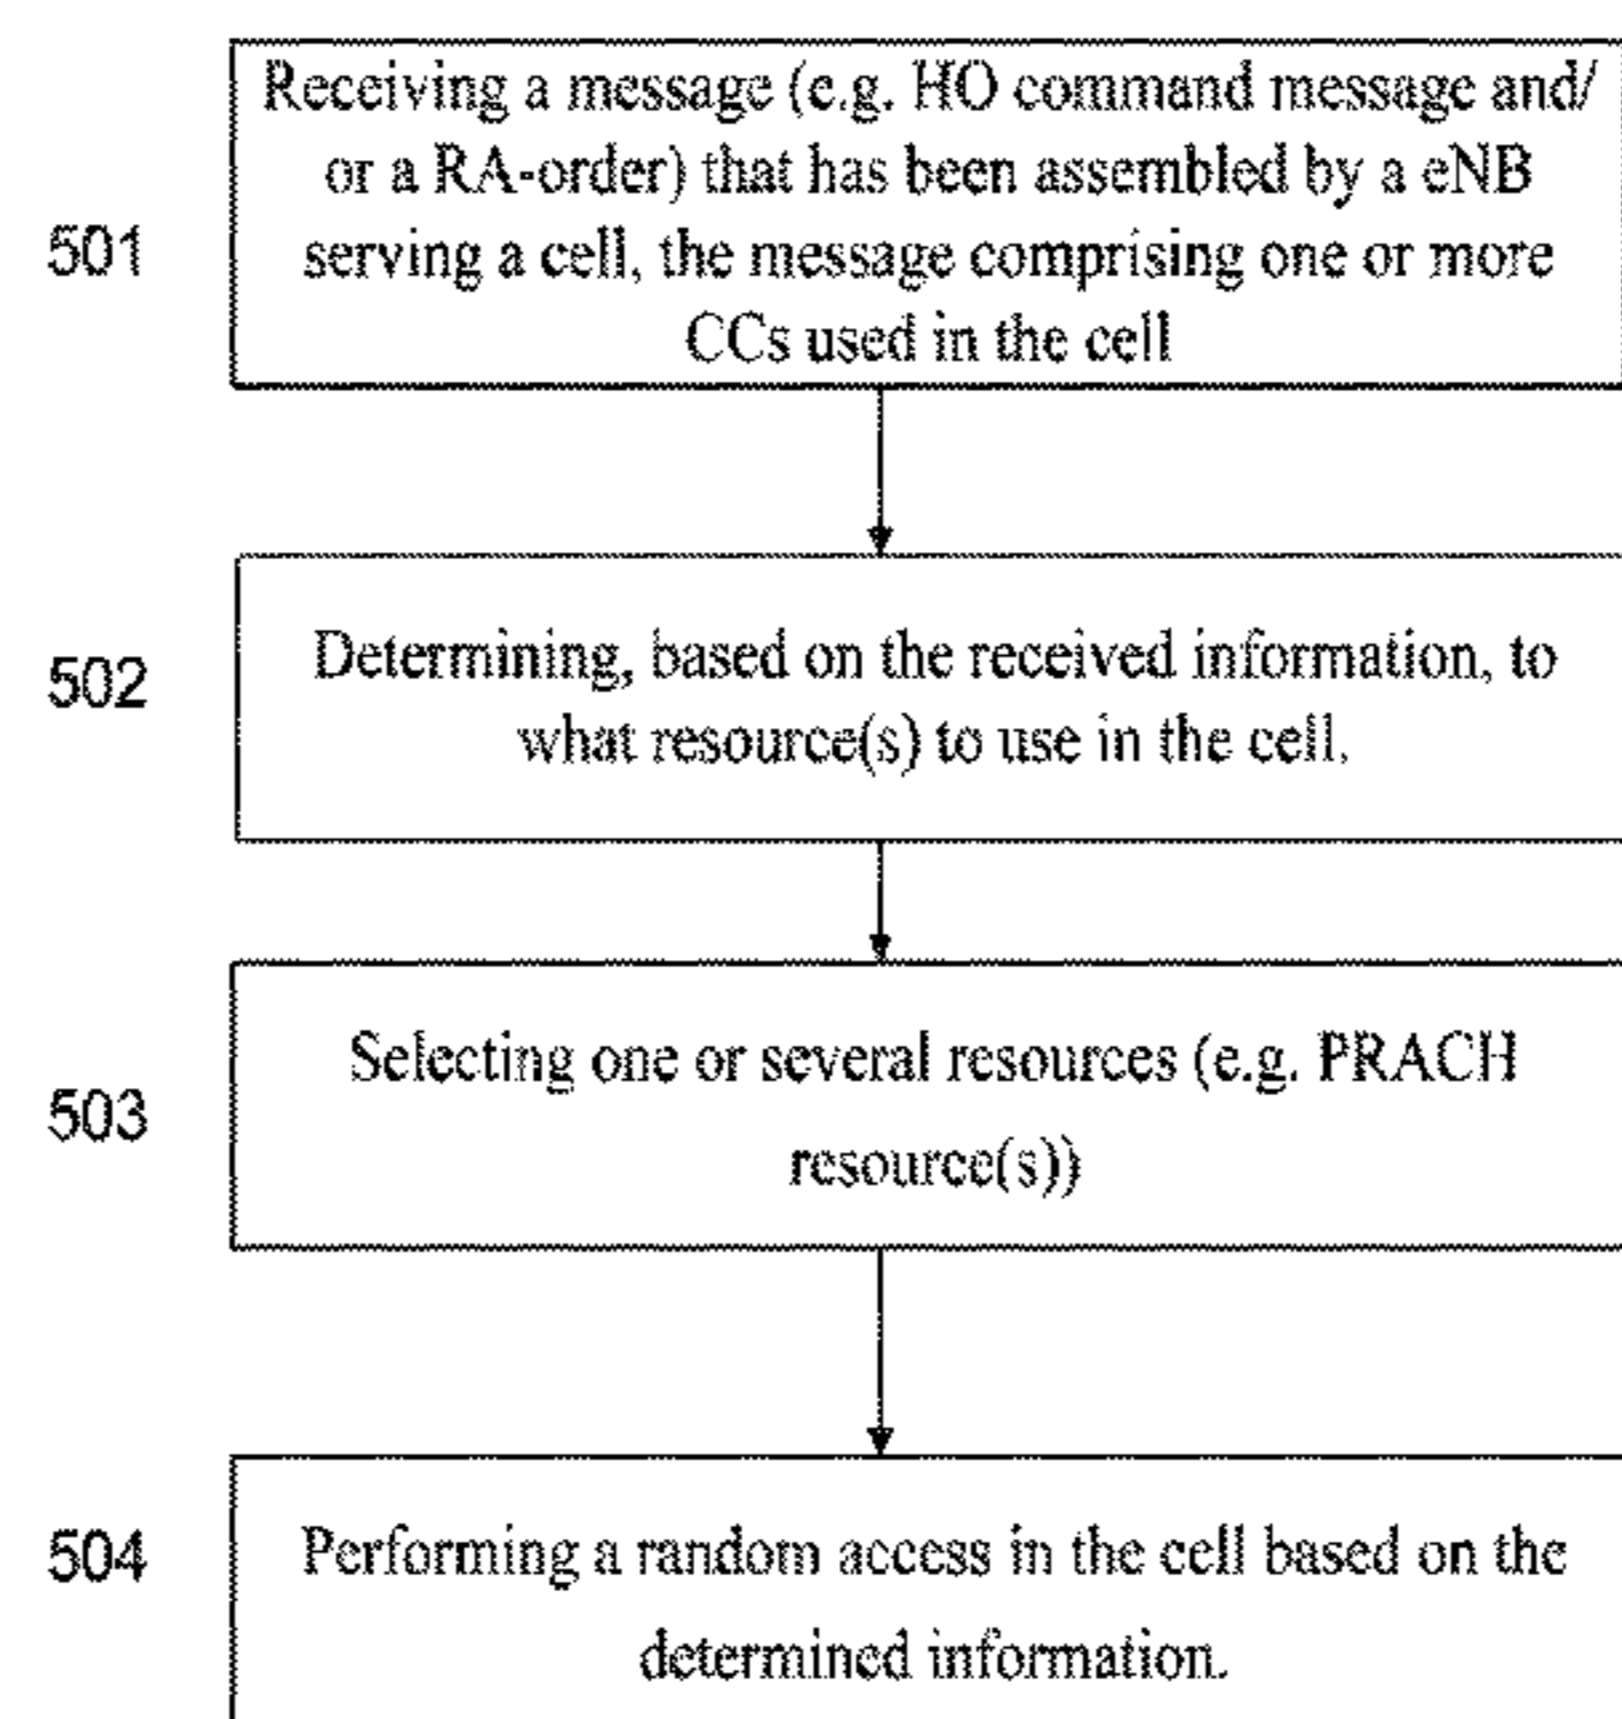 Receiving a message (e.g. HO command message and/
or a RA-order) that has been assembled by a eNB
501
serving a cell, the message comprising one or more
CCs used in the cell
502
Determining, based on the received information, to
what resource(s) to use in the cell.
503
Selecting one or several resources (e.g. PRACH
resource(s))
504
Performing a random access in the cell based on the
determined information.